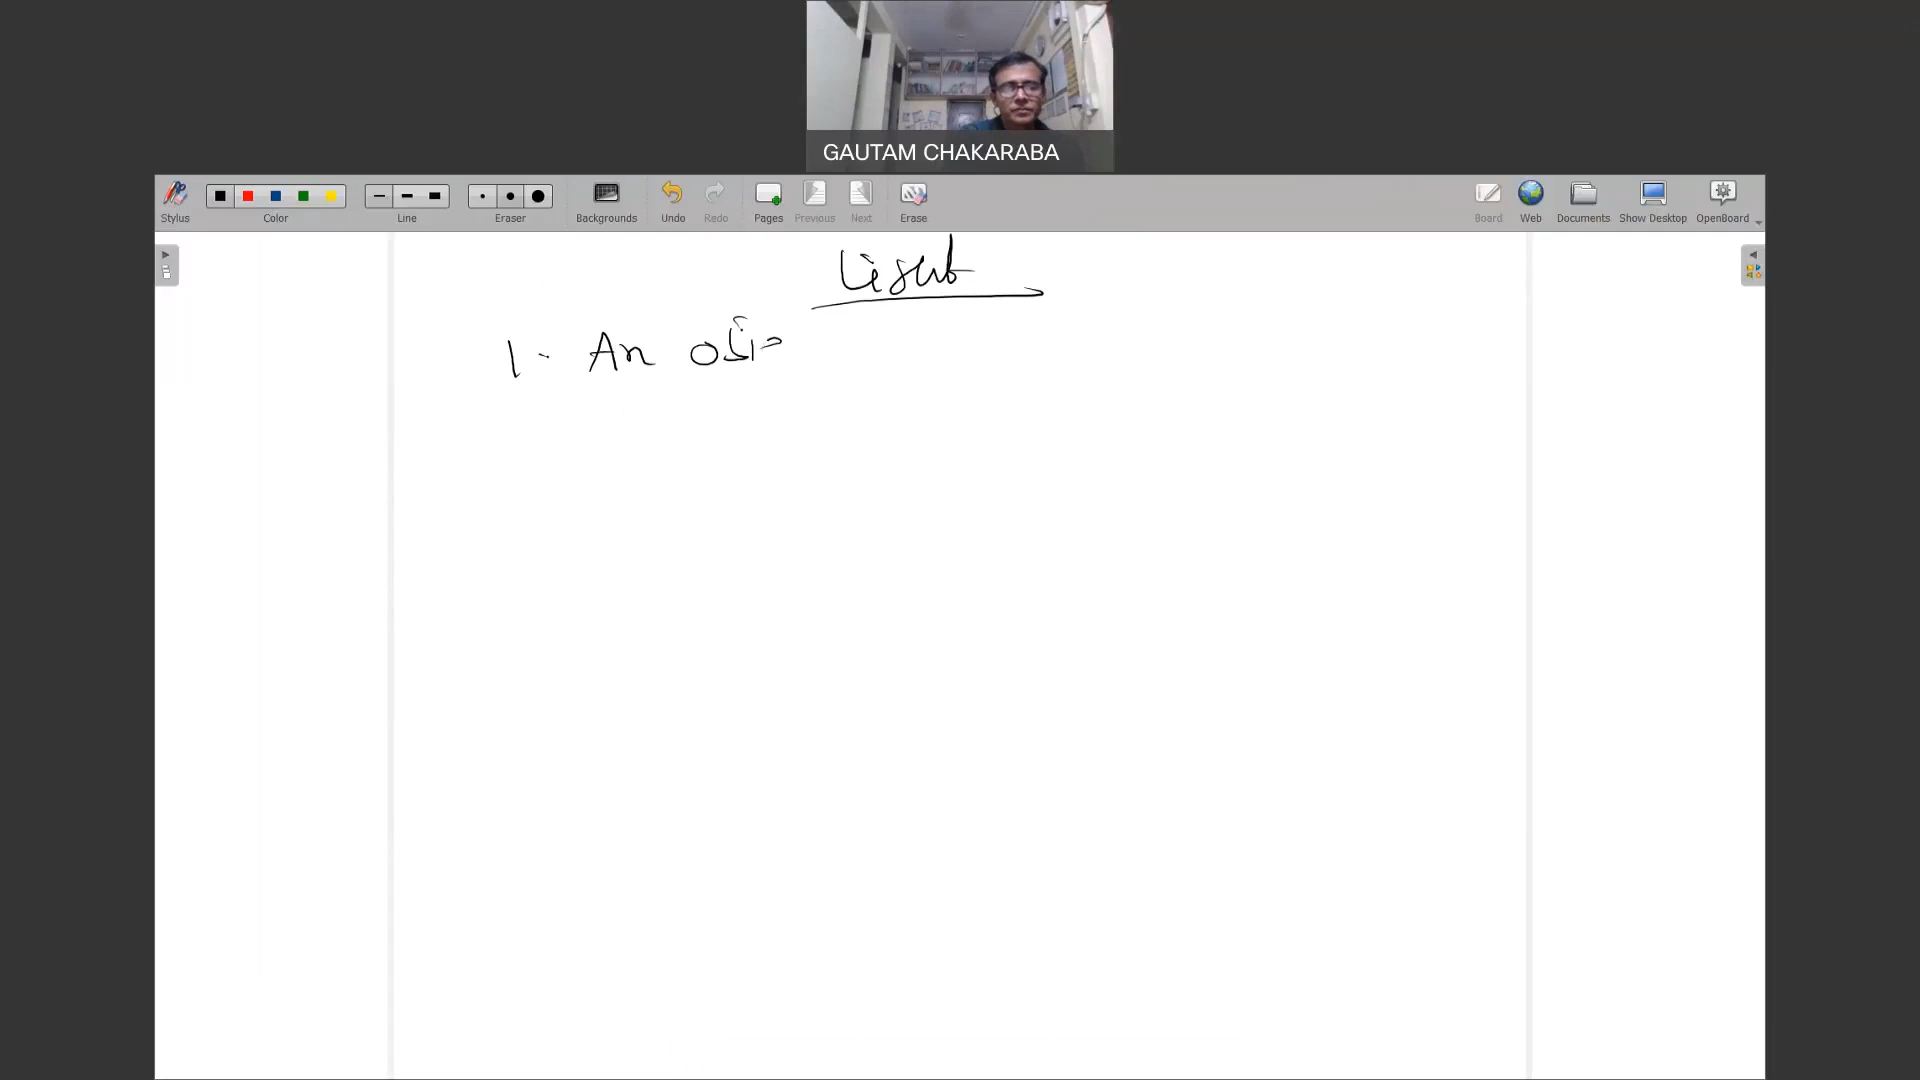 GAUTAM CHAKARABA
Stylus Color Line Eraser Backgrounds Undo Redo Pages Previous Next Erase Board Web Documents Show Desktop OpenBoard
Light
1. An obje